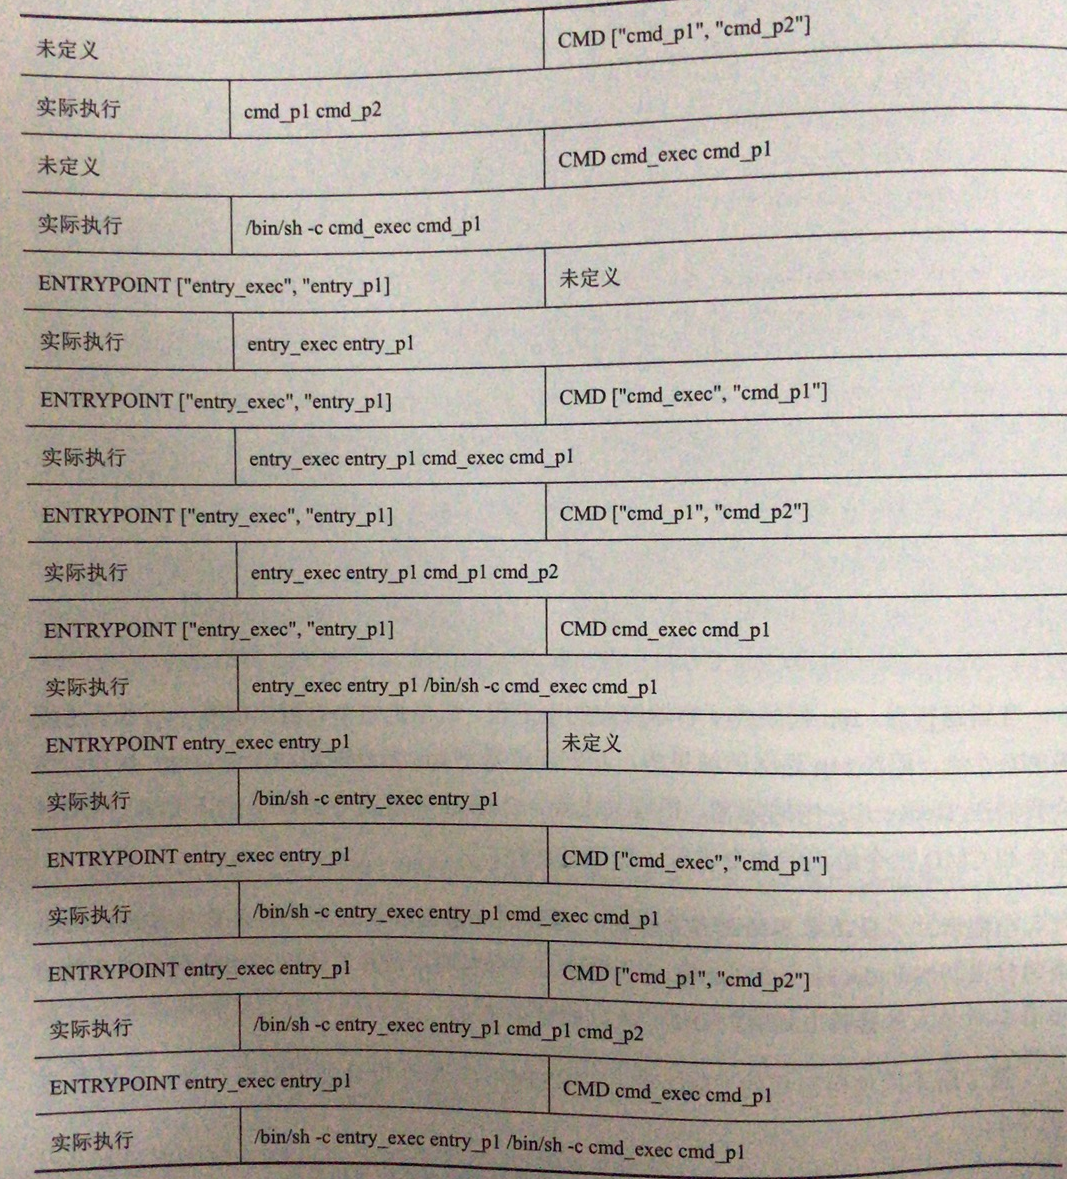 未定义 CMD ["cmd_p1", "cmd_p2"]
实际执行 cmd_p1 cmd_p2
未定义 CMD cmd_exec cmd_p1
实际执行 /bin/sh -c cmd_exec cmd_p1
ENTRYPOINT ["entry_exec", "entry_p1] 未定义
实际执行 entry_exec entry_p1
ENTRYPOINT ["entry_exec", "entry_p1] CMD ["cmd_exec", "cmd_p1"]
实际执行 entry_exec entry_p1 cmd_exec cmd_p1
ENTRYPOINT ["entry_exec", "entry_p1] CMD ["cmd_p1", "cmd_p2"]
实际执行 entry_exec entry_p1 cmd_p1 cmd_p2
ENTRYPOINT ["entry_exec", "entry_p1] CMD cmd_exec cmd_p1
实际执行 entry_exec entry_p1 /bin/sh -c cmd_exec cmd_p1
ENTRYPOINT entry_exec entry_p1 未定义
实际执行 /bin/sh -c entry_exec entry_p1
ENTRYPOINT entry_exec entry_p1 CMD ["cmd_exec", "cmd_p1"]
实际执行 /bin/sh -c entry_exec entry_p1 cmd_exec cmd_p1
ENTRYPOINT entry_exec entry_p1 CMD ["cmd_p1", "cmd_p2"]
实际执行 /bin/sh -c entry_exec entry_p1 cmd_p1 cmd_p2
ENTRYPOINT entry_exec entry_p1 CMD cmd_exec cmd_p1
实际执行 /bin/sh -c entry_exec entry_p1 /bin/sh -c cmd_exec cmd_p1